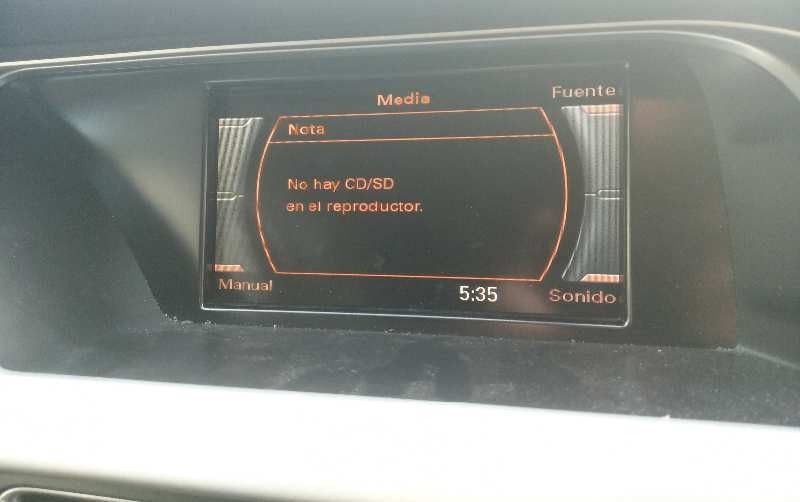 Media
Fuente
Nota
No hay CD/SD
en el reproductor.
Manual
5:35
Sonido